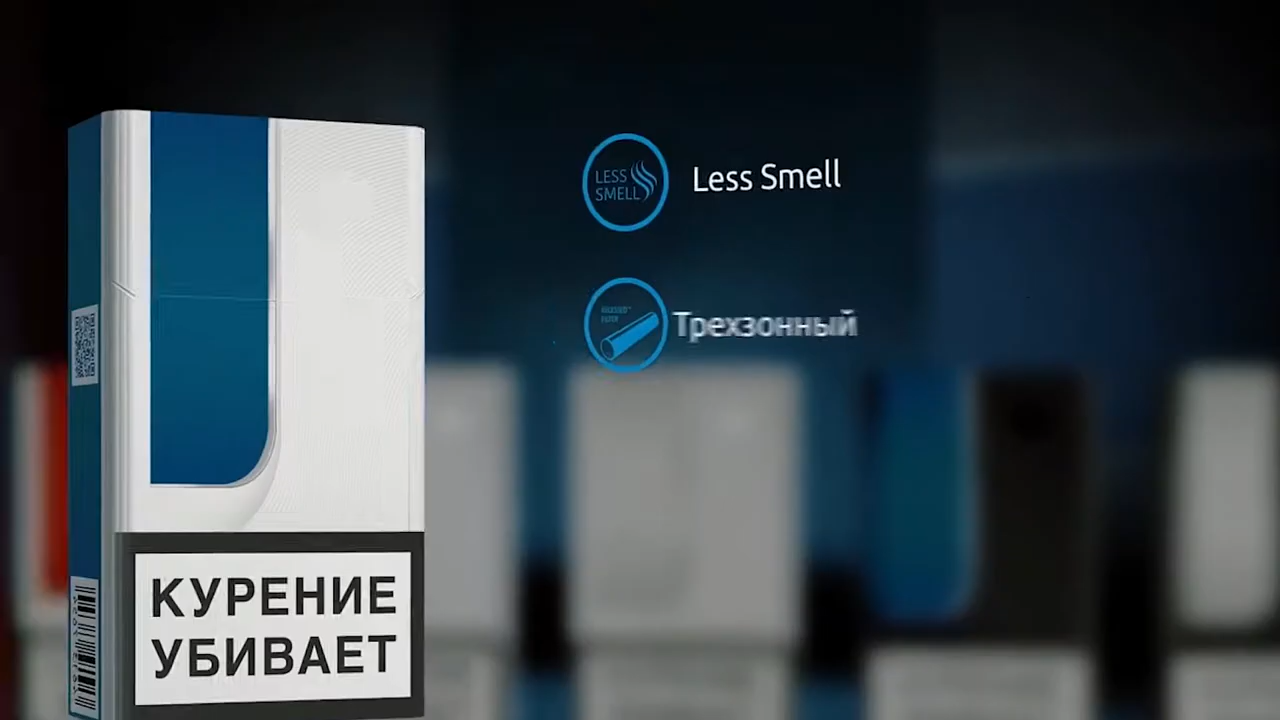 LESS
SMELL
Less Smell
Трехзонный
КУРЕНИЕ
УБИВАЕТ